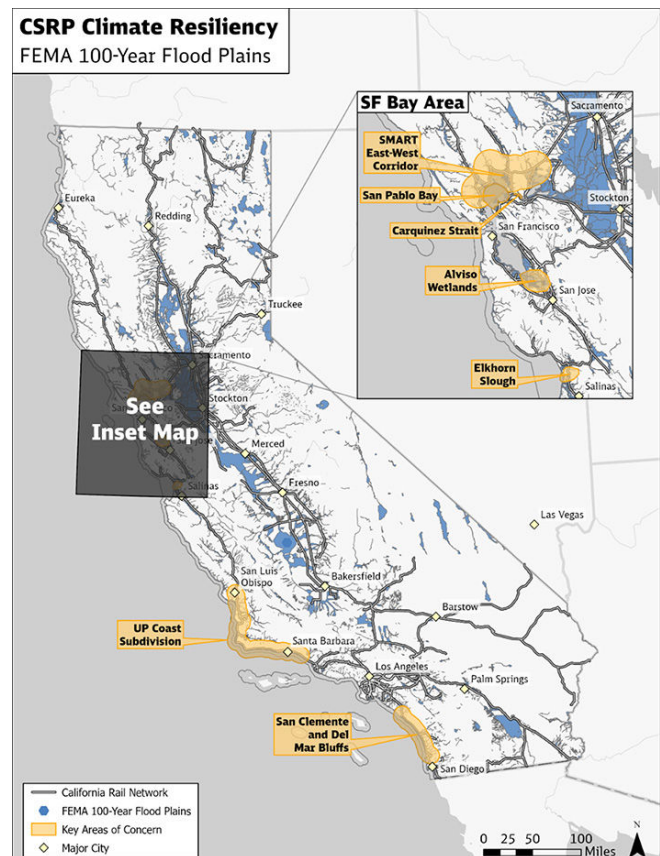 CSRP Climate Resiliency
FEMA 100-Year Flood Plains
SF Bay Area
Sacramento
SMART
East-West
Corridor
San Pablo Bay
Stockton
Carquinez Strait
San Francisco
Alviso
Wetlands
San Jose
Elkhorn
Slough
Salinas
Eureka
Redding
Truckee
Sacramento
Stockton
See
Inset Map
Merced
Salinas
Fresno
Las Vegas
San Luis
Obispo
Bakersfield
Barstow
UP Coast
Subdivision
Santa Barbara
Los Angeles
Palm Springs
San Clemente
and Del
Mar Bluffs
San Diego
California Rail Network
FEMA 100-Year Flood Plains
Key Areas of Concern
Major City
0 25 50 100
Miles
N